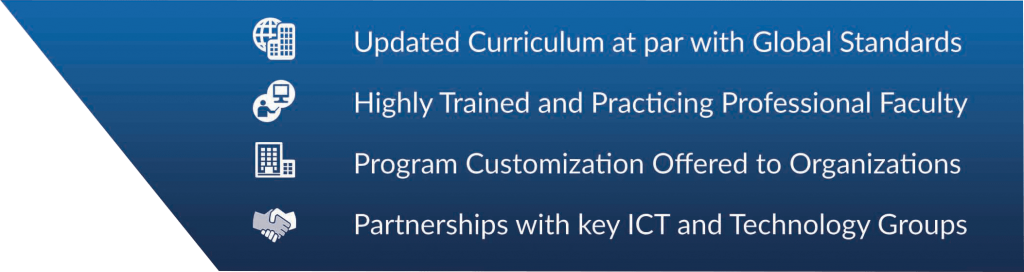 Updated Curriculum at par with Global Standards
Highly Trained and Practicing Professional Faculty
Program Customization Offered to Organizations
Partnerships with key ICT and Technology Groups